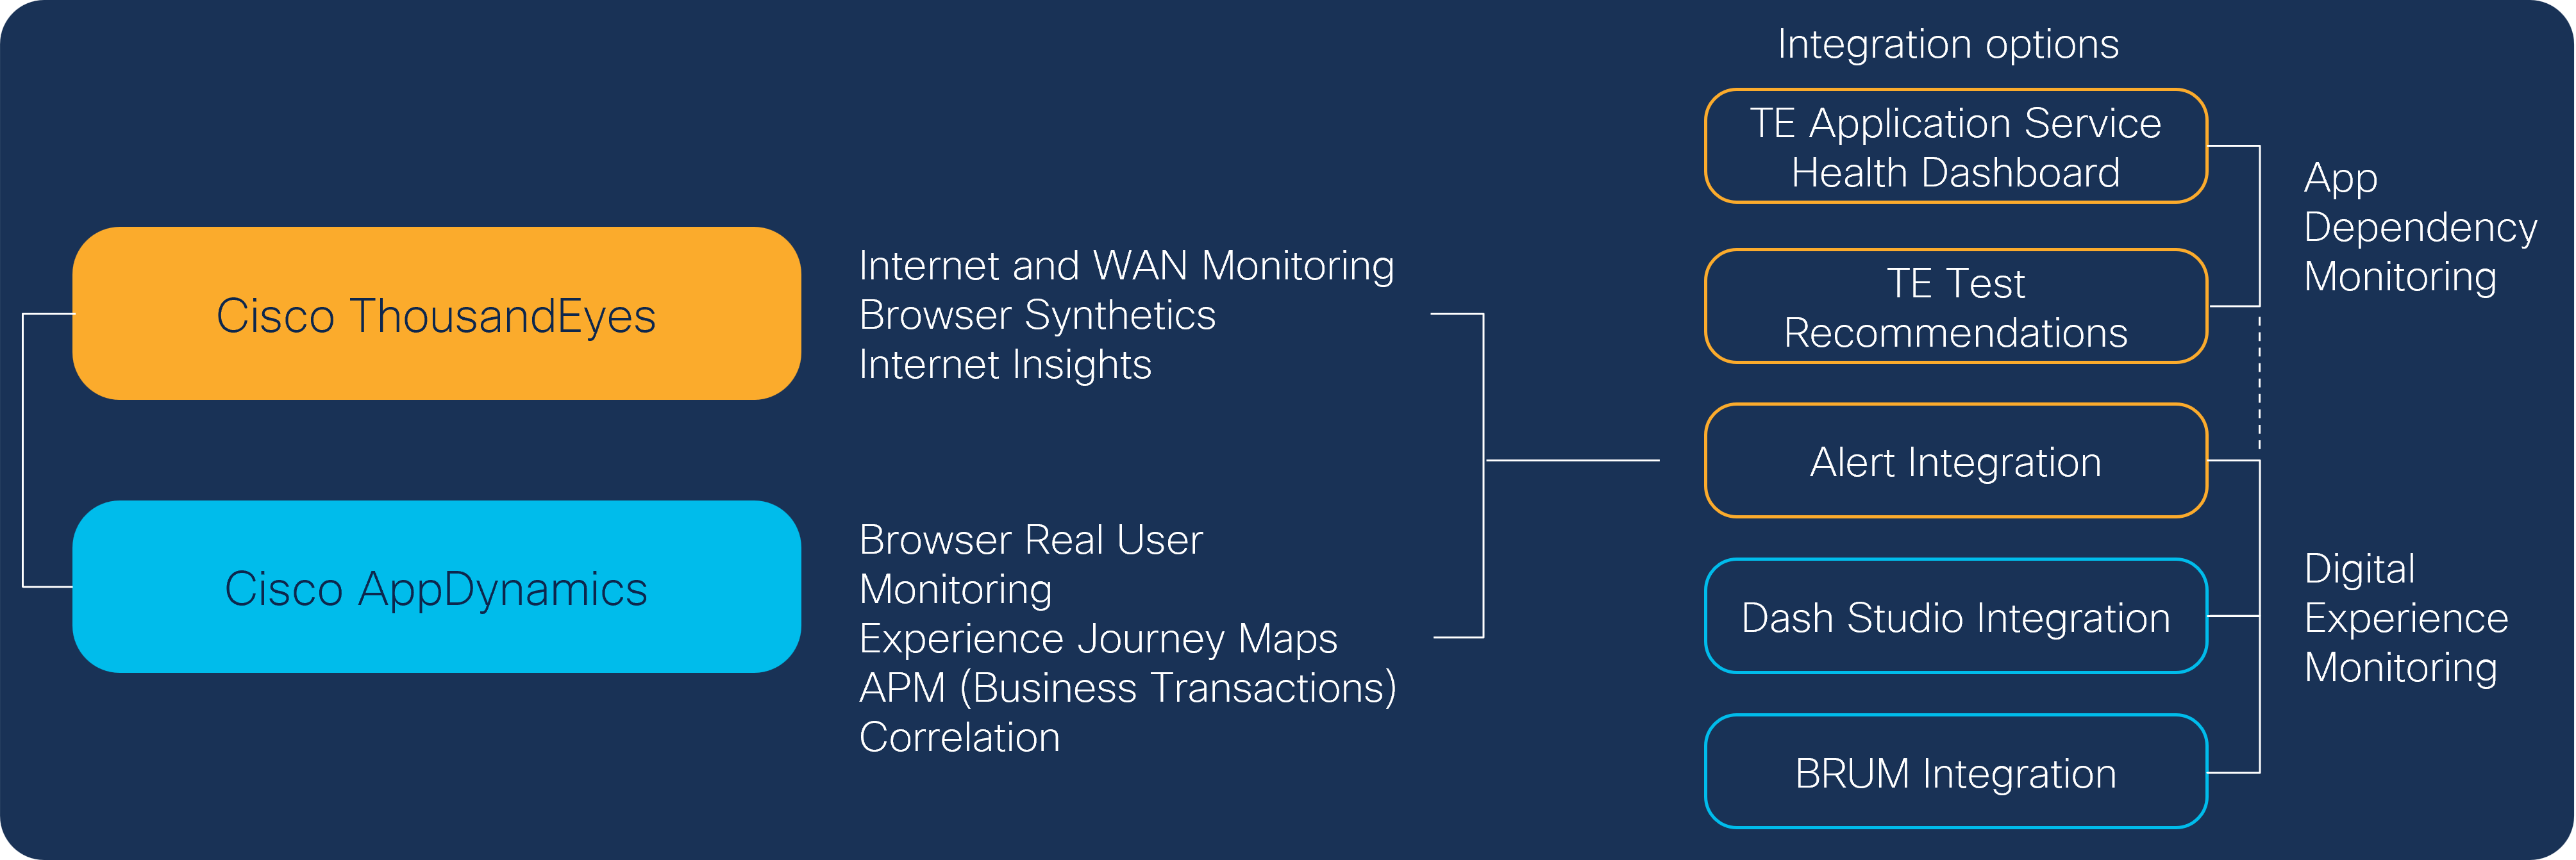 Cisco ThousandEyes
Internet and WAN Monitoring
Browser Synthetics
Internet Insights
Cisco AppDynamics
Browser Real User
Monitoring
Experience Journey Maps
APM (Business Transactions)
Correlation
Integration options
TE Application Service
Health Dashboard
TE Test
Recommendations
Alert Integration
Dash Studio Integration
BRUM Integration
App
Dependency
Monitoring
Digital
Experience
Monitoring